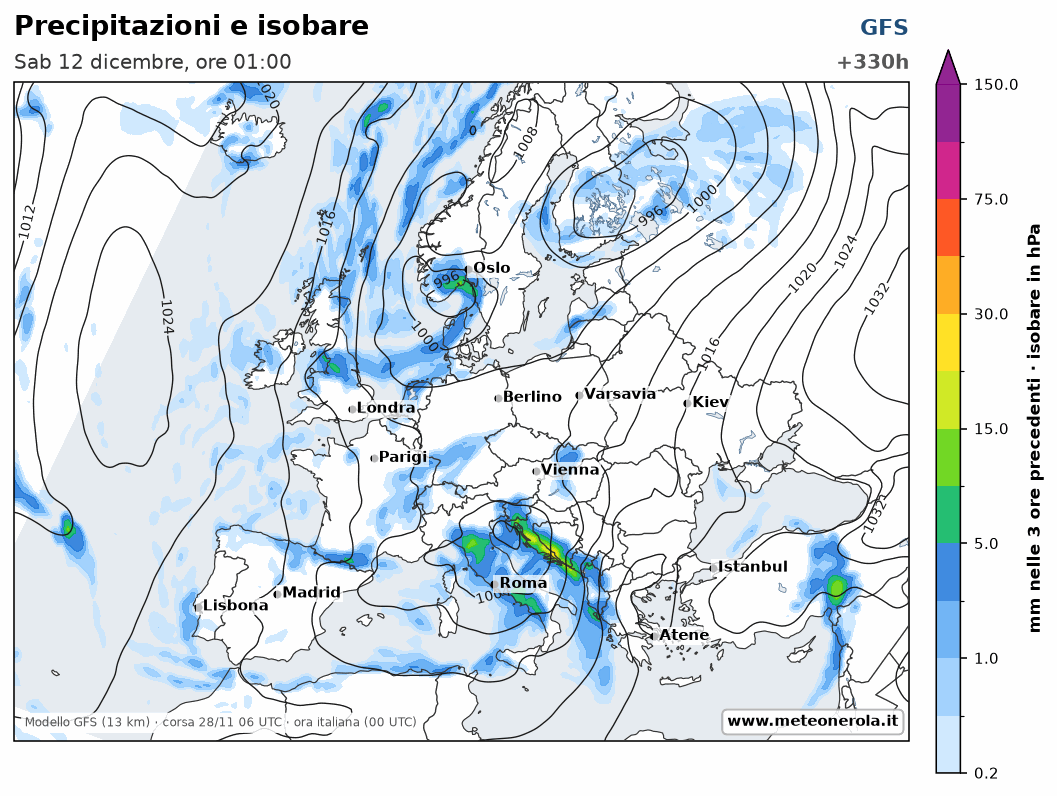 Precipitazioni e isobare
GFS
Sab 12 dicembre, ore 01:00
+330h
1020
1008
1012
1016
1000
996
1024
1020
1032
1024
996
1000
1016
1032
Oslo
Londra
Berlino
Varsavia
Kiev
Parigi
Vienna
Istanbul
Roma
Madrid
Lisbona
Atene
Modello GFS (13 km) · corsa 28/11 06 UTC · ora italiana (00 UTC)
www.meteonerola.it
150.0
75.0
30.0
15.0
5.0
1.0
0.2
mm nelle 3 ore precedenti · isobare in hPa